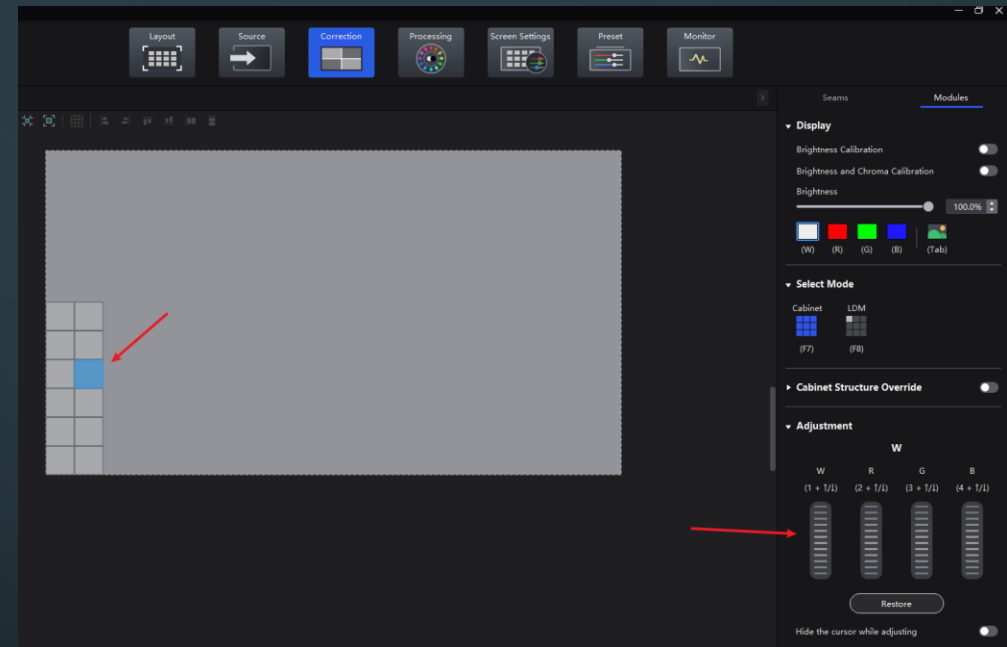 Layout
Source
Correction
Processing
Screen Settings
Preset
Monitor
Seams
Modules
Display
Brightness Calibration
Brightness and Chroma Calibration
Brightness
100.0%
(W) (R) (G) (B) (Tab)
Select Mode
Cabinet LDM
(F7) (F8)
Cabinet Structure Override
Adjustment
W
W R G B
(1 + ↑/↓) (2 + ↑/↓) (3 + ↑/↓) (4 + ↑/↓)
Restore
Hide the cursor while adjusting